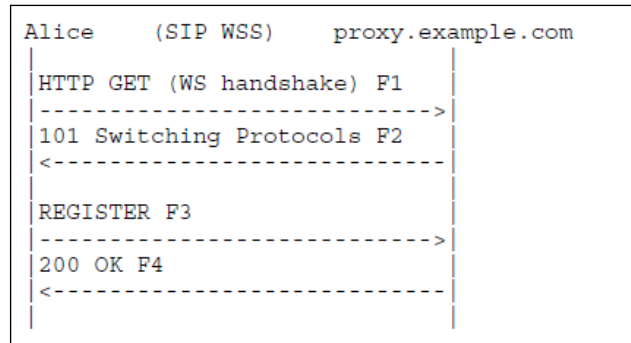 Alice (SIP WSS) proxy.example.com
HTTP GET (WS handshake) F1
101 Switching Protocols F2
REGISTER F3
200 OK F4